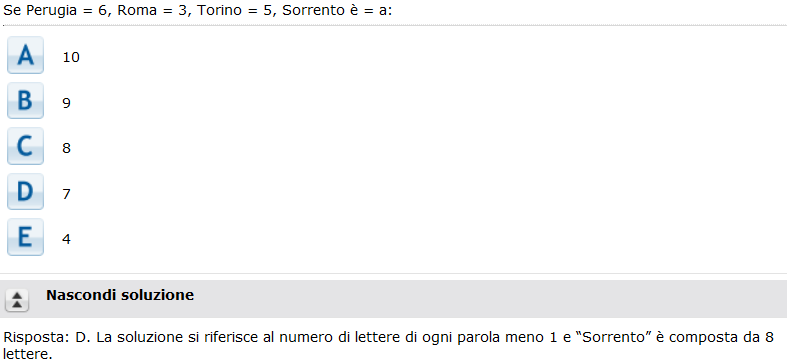 Se Perugia = 6, Roma = 3, Torino = 5, Sorrento è = a:
A 10
B 9
C 8
D 7
E 4
Nascondi soluzione
Risposta: D. La soluzione si riferisce al numero di lettere di ogni parola meno 1 e “Sorrento” è composta da 8
lettere.